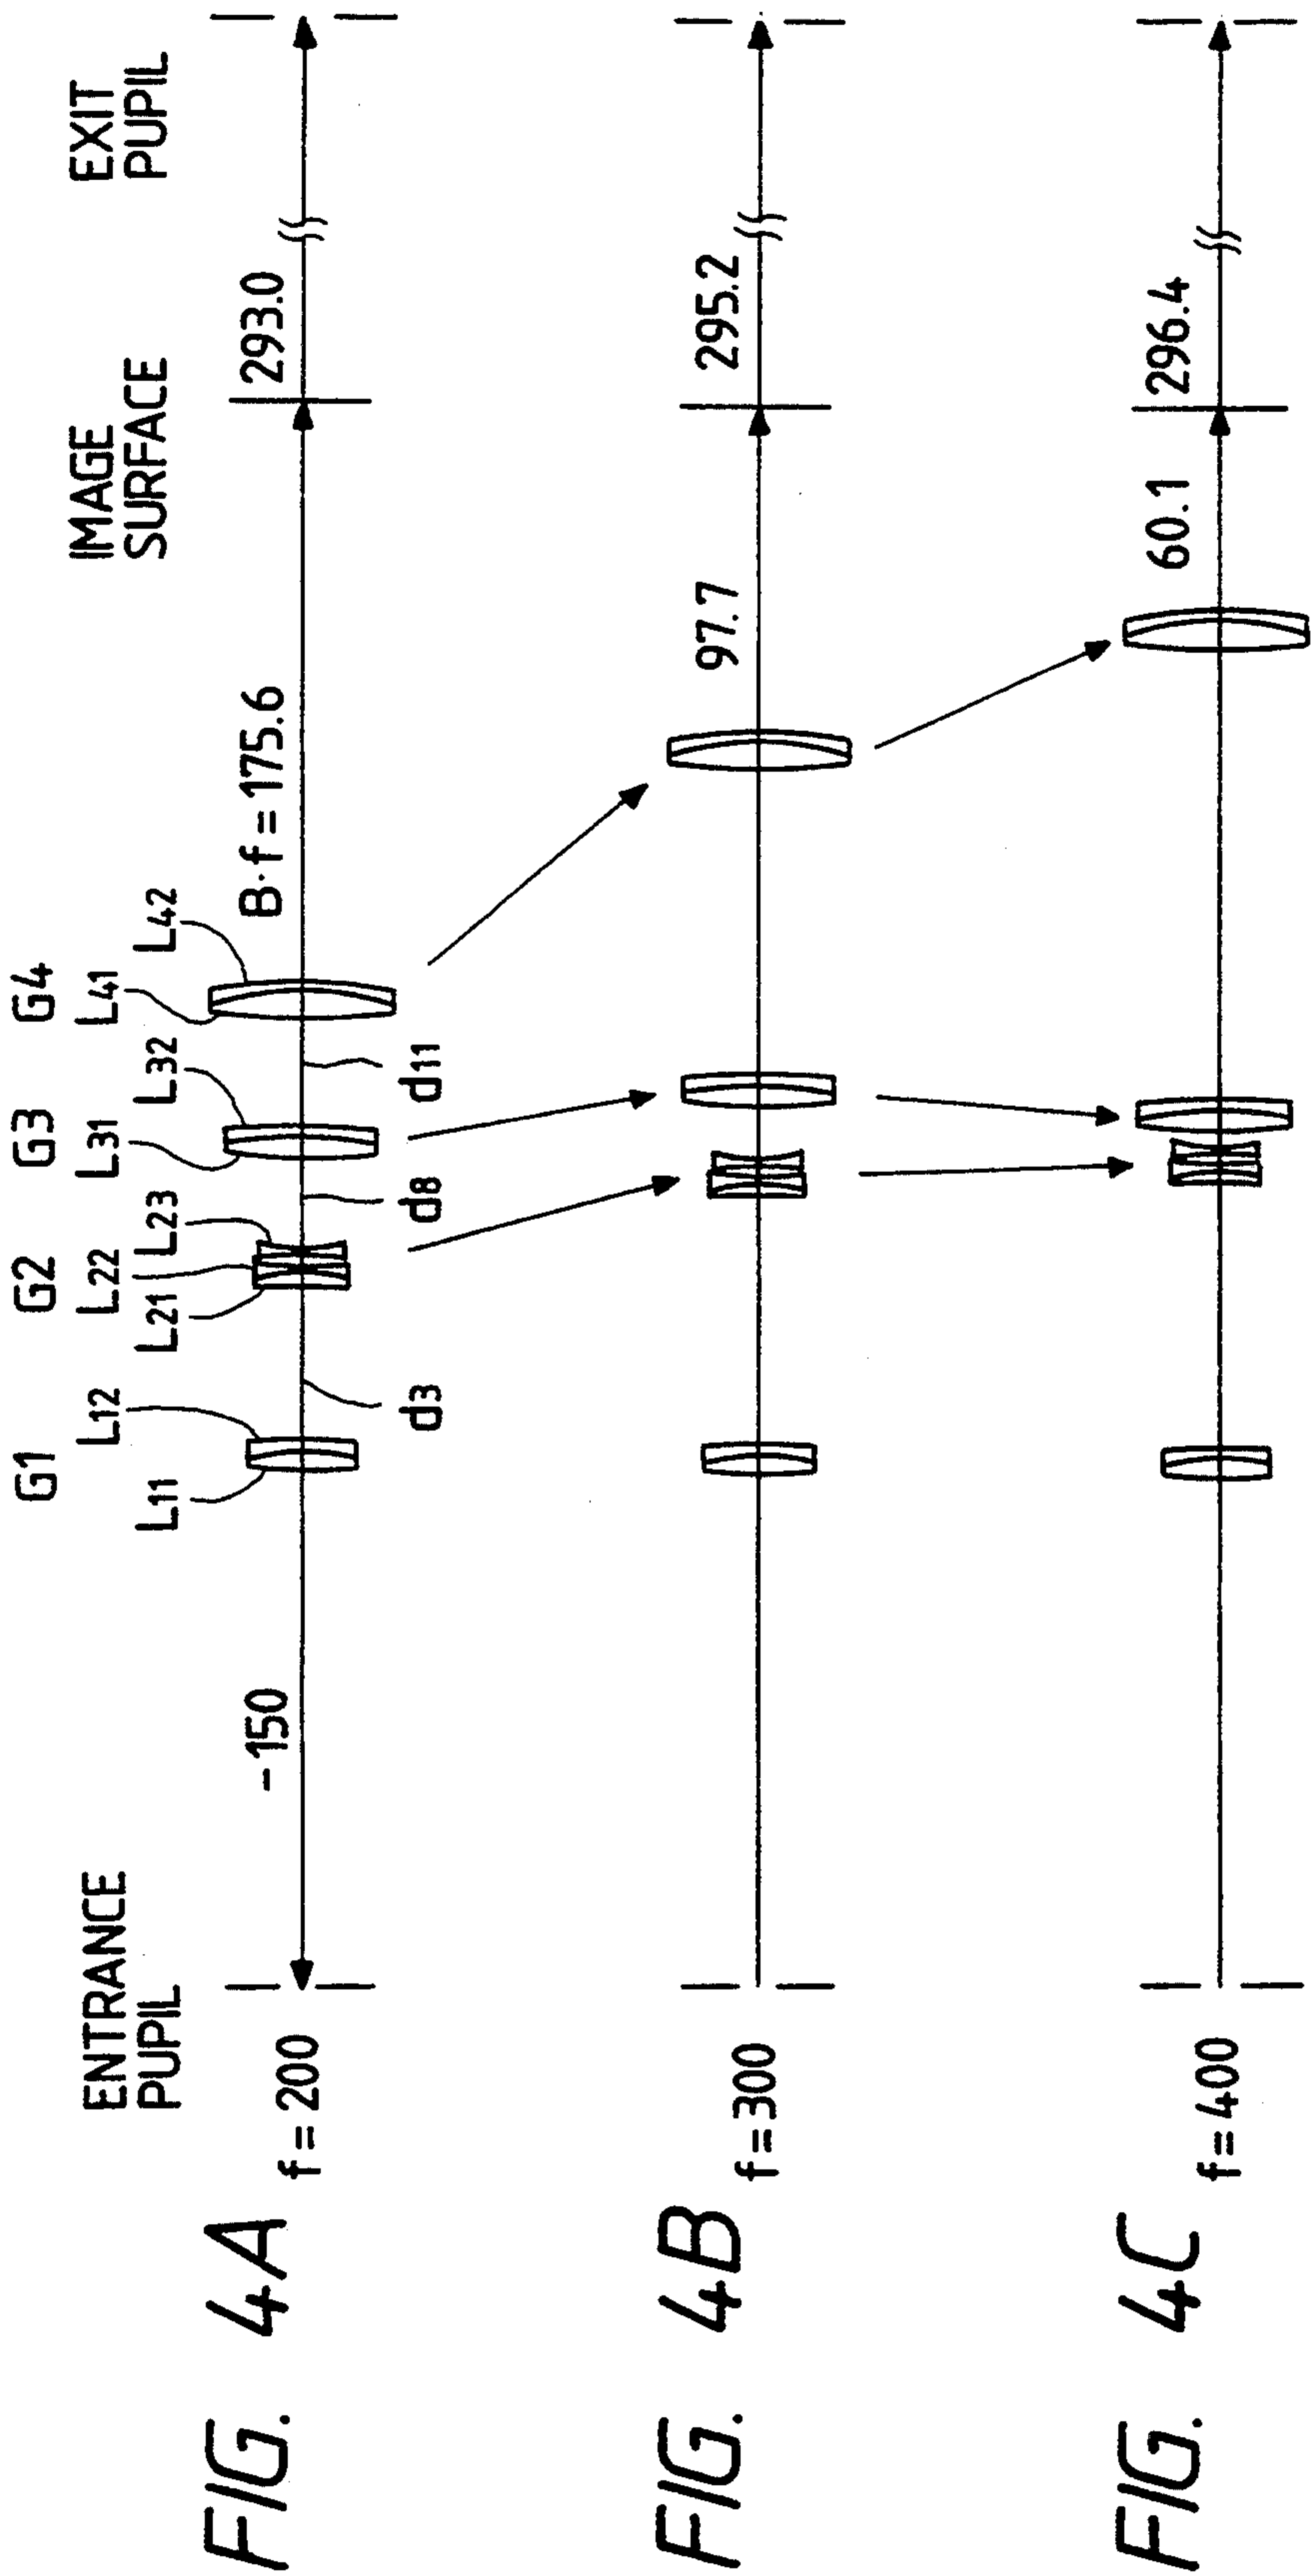 FIG. 4A
f = 200
ENTRANCE
PUPIL
-150
G1
L11
L12
d3
G2
L21
L22
L23
d8
G3
L31
L32
d11
G4
L41
L42
B·f = 175.6
IMAGE
SURFACE
293.0
EXIT
PUPIL
FIG. 4B
f = 300
97.7
295.2
FIG. 4C
f = 400
60.1
296.4